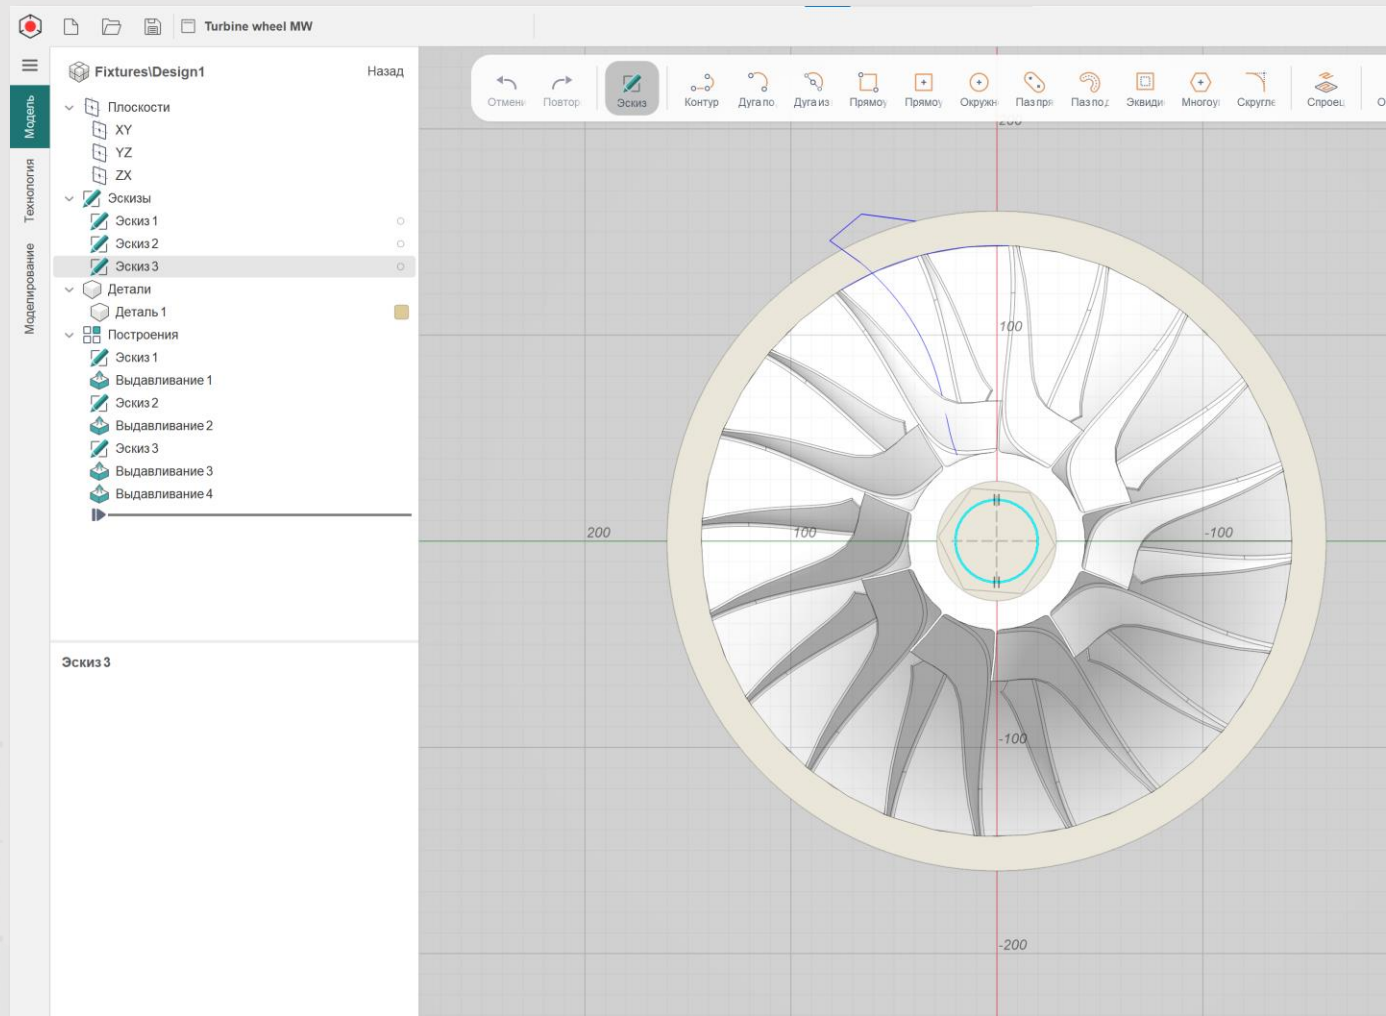 Turbine wheel MW
Fixtures\Design1
Назад
Модель
Технология
Моделирование
Плоскости
XY
YZ
ZX
Эскизы
Эскиз 1
Эскиз 2
Эскиз 3
Детали
Деталь 1
Построения
Эскиз 1
Выдавливание 1
Эскиз 2
Выдавливание 2
Эскиз 3
Выдавливание 3
Выдавливание 4
Эскиз 3
Отмени
Повтор
Эскиз
Контур
Дуга по
Дуга из
Прямоу
Прямоу
Окружн
Паз пря
Паз по д
Эквиди
Многоу
Скругле
Спроец
О
200
100
200
100
-100
-100
-200